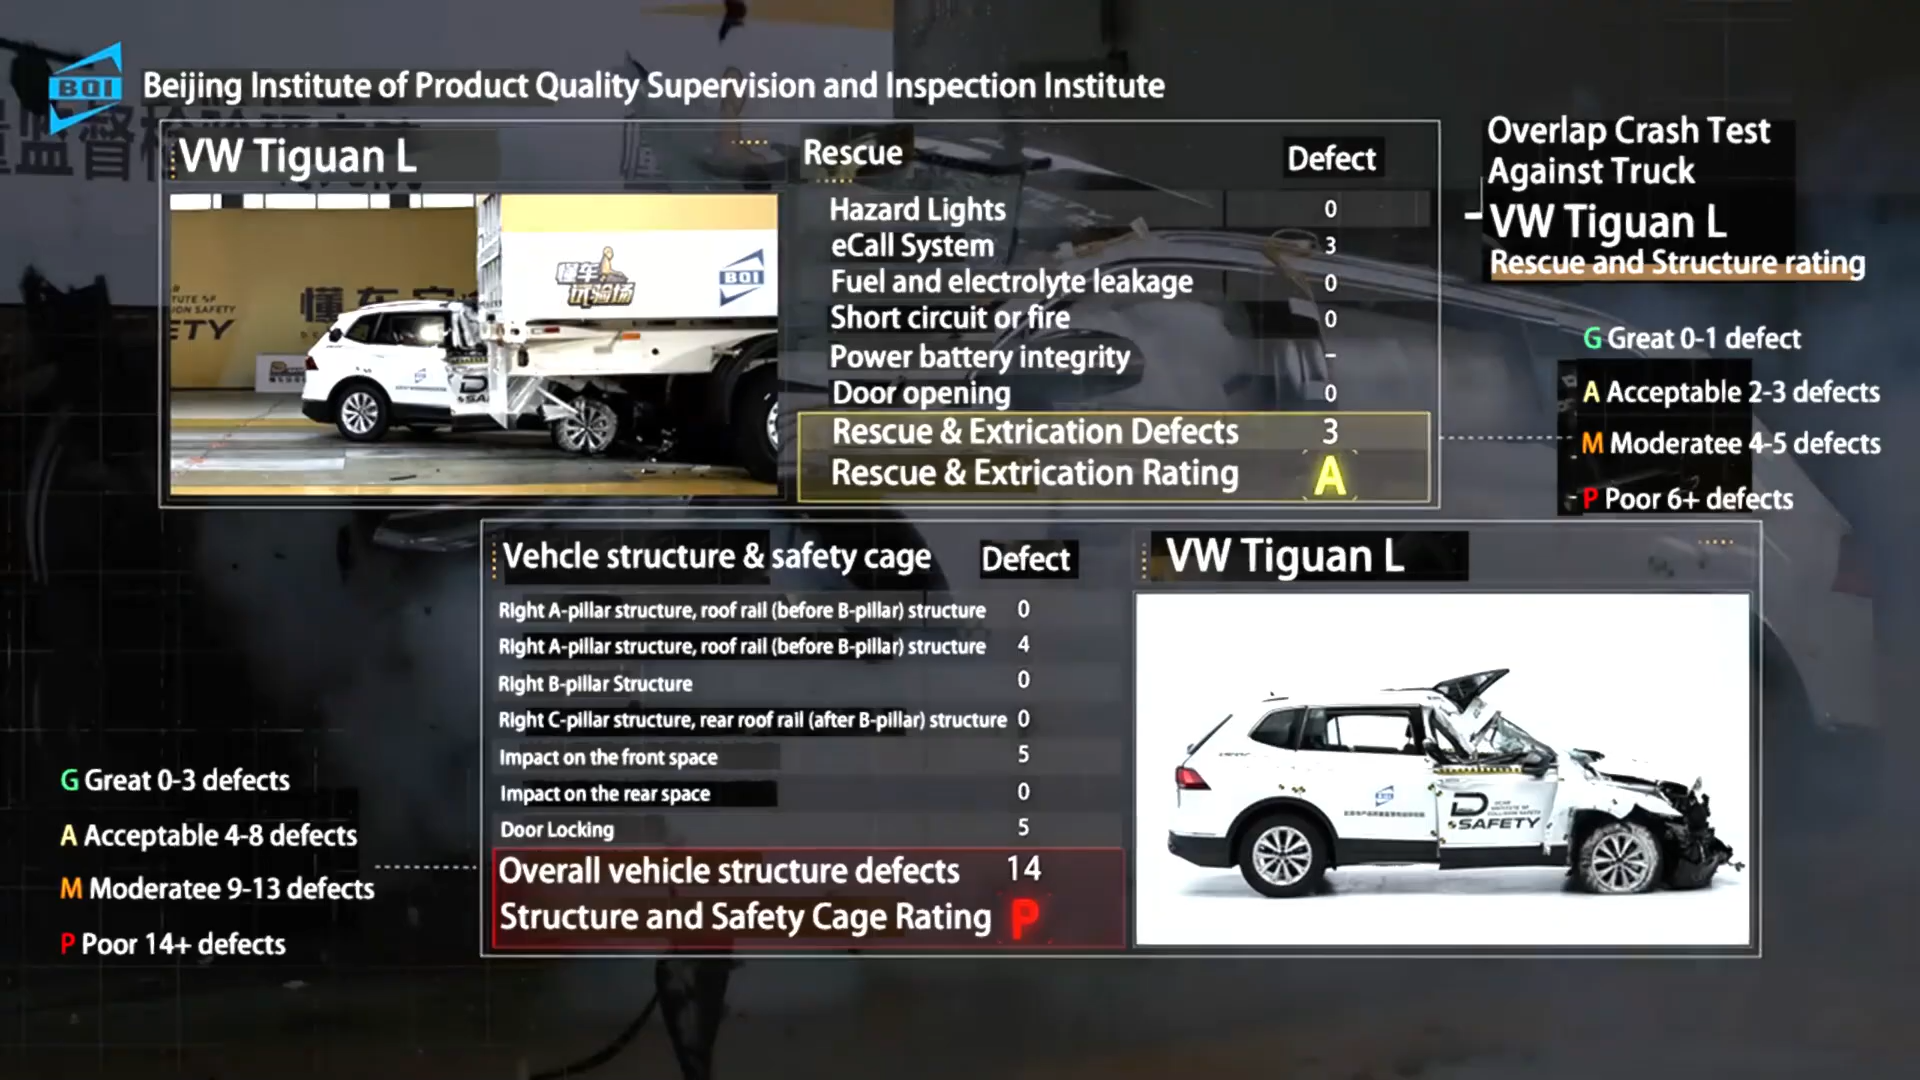 BQI
Beijing Institute of Product Quality Supervision and Inspection Institute
VW Tiguan L
懂车
试验场
BQI
ETY
Rescue
Defect
Hazard Lights 0
eCall System 3
Fuel and electrolyte leakage 0
Short circuit or fire 0
Power battery integrity -
Door opening 0
Rescue & Extrication Defects 3
Rescue & Extrication Rating A
Overlap Crash Test
Against Truck
VW Tiguan L
Rescue and Structure rating
G Great 0-1 defect
A Acceptable 2-3 defects
M Moderatee 4-5 defects
P Poor 6+ defects
Vehcle structure & safety cage Defect
Right A-pillar structure, roof rail (before B-pillar) structure 0
Right A-pillar structure, roof rail (before B-pillar) structure 4
Right B-pillar Structure 0
Right C-pillar structure, rear roof rail (after B-pillar) structure 0
Impact on the front space 5
Impact on the rear space 0
Door Locking 5
Overall vehicle structure defects 14
Structure and Safety Cage Rating P
VW Tiguan L
BQI
D
SAFETY
G Great 0-3 defects
A Acceptable 4-8 defects
M Moderatee 9-13 defects
P Poor 14+ defects